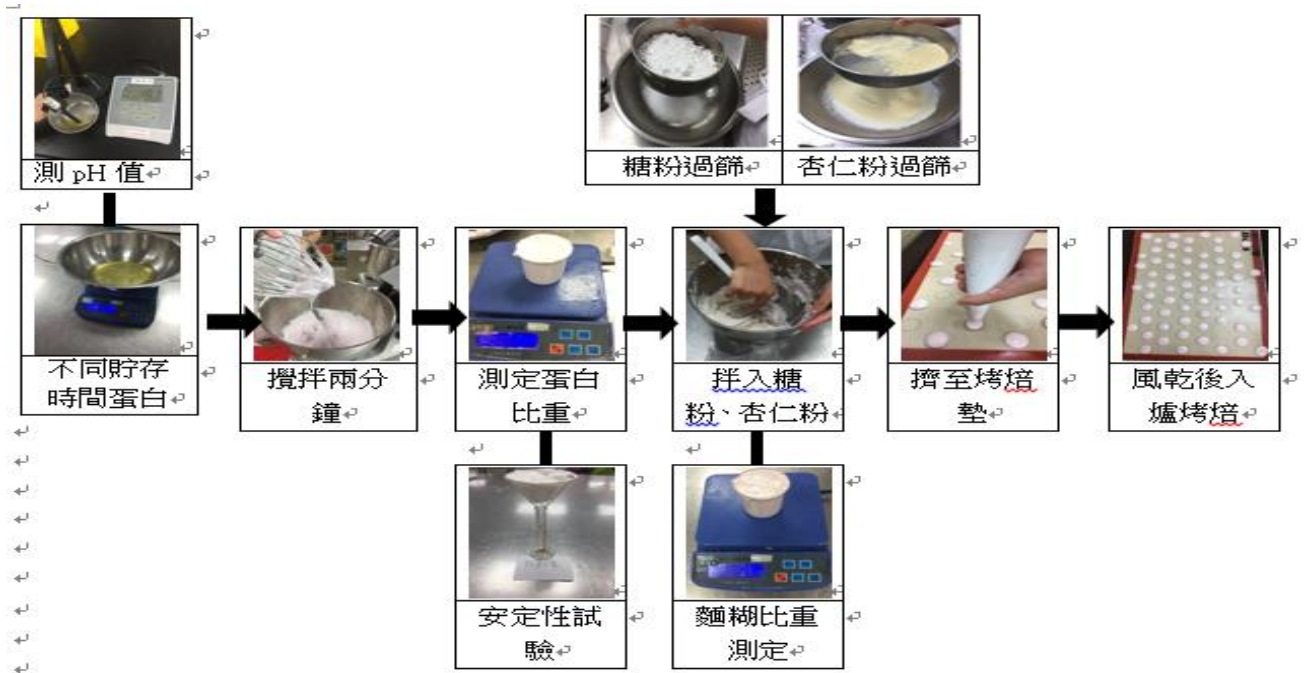 測 pH 值
糖粉過篩
杏仁粉過篩
不同貯存
時間蛋白
攪拌兩分
鐘
測定蛋白
比重
拌入糖
粉、杏仁粉
擠至烤焙
墊
風乾後入
爐烤焙
安定性試
驗
麵糊比重
測定